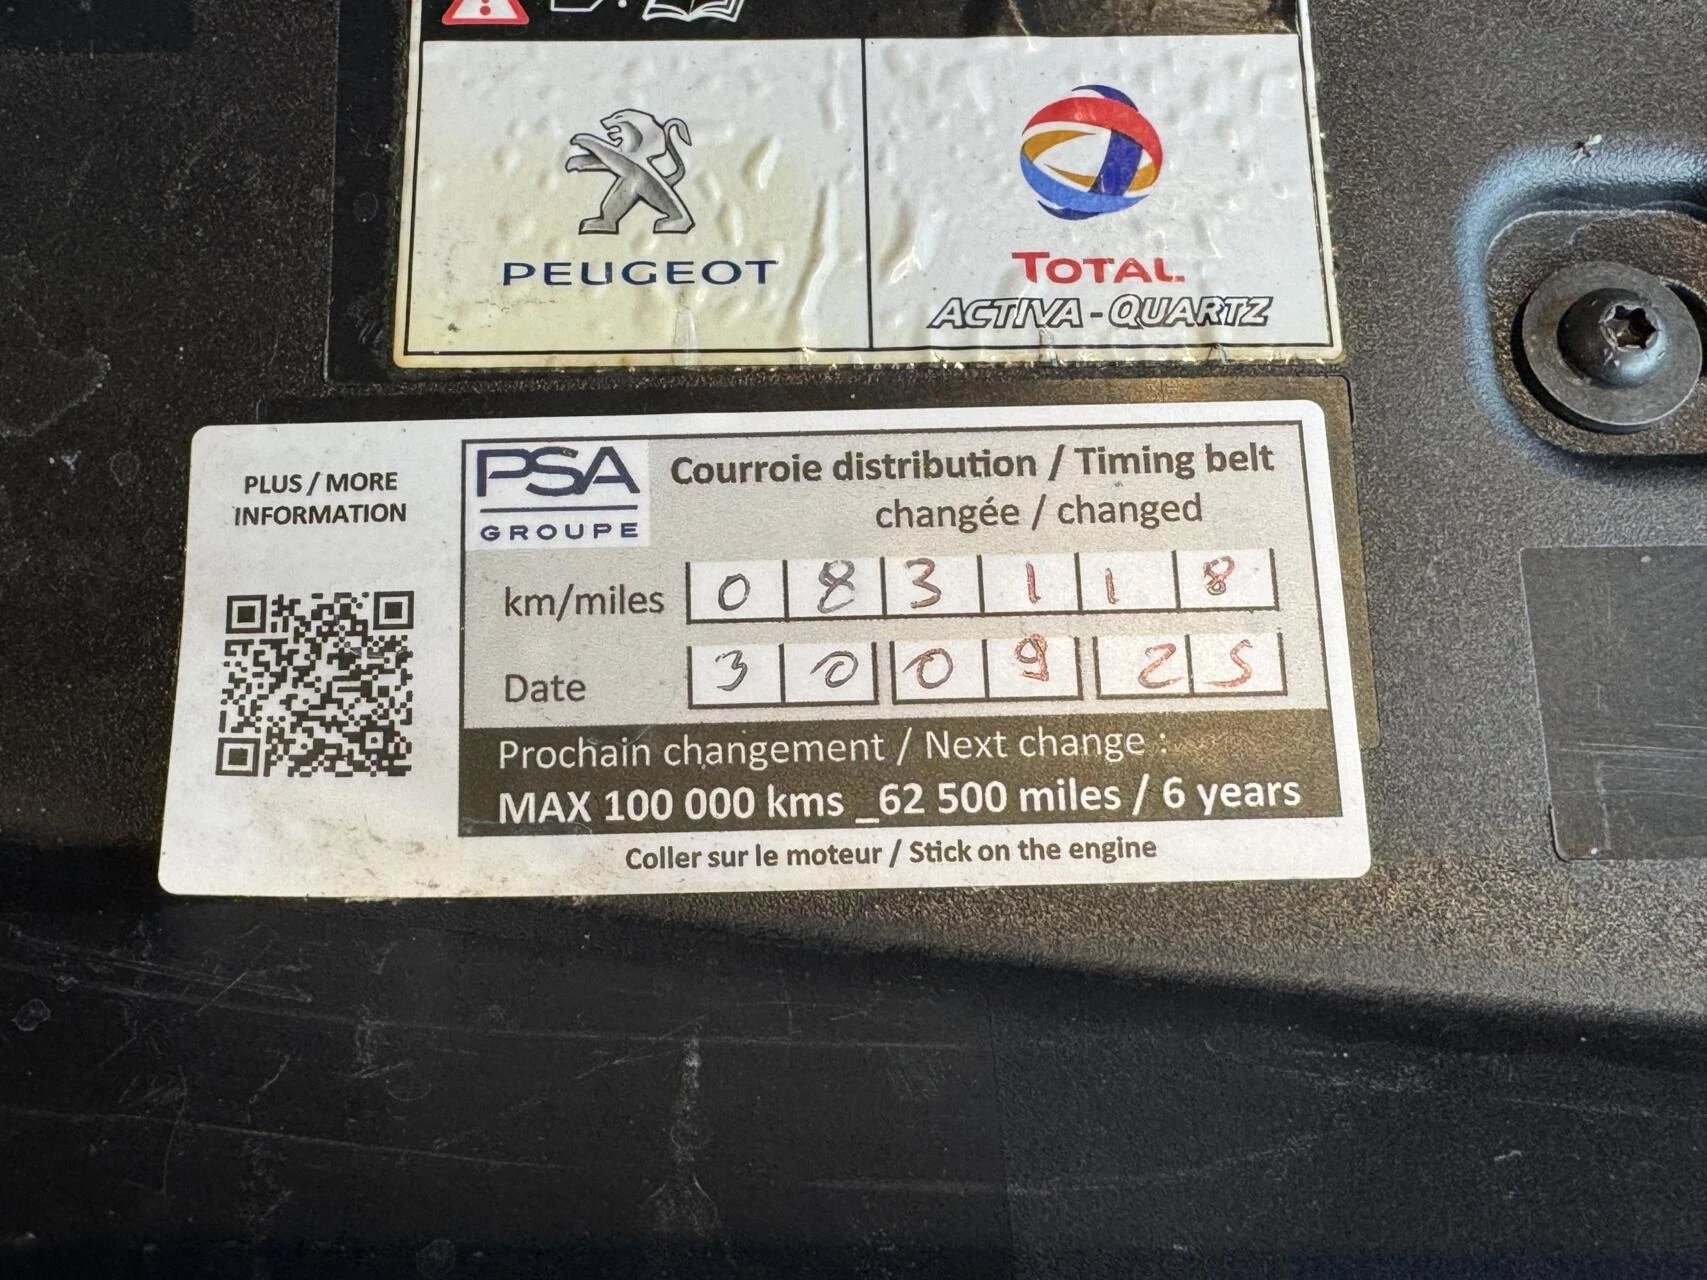 PEUGEOT
TOTAL
ACTIVA-QUARTZ
PLUS / MORE
INFORMATION
PSA
GROUPE
Courroie distribution / Timing belt
changée / changed
km/miles 0 8 3 1 1 8
Date 3 0 0 9 2 5
Prochain changement / Next change :
MAX 100 000 kms _62 500 miles / 6 years
Coller sur le moteur / Stick on the engine